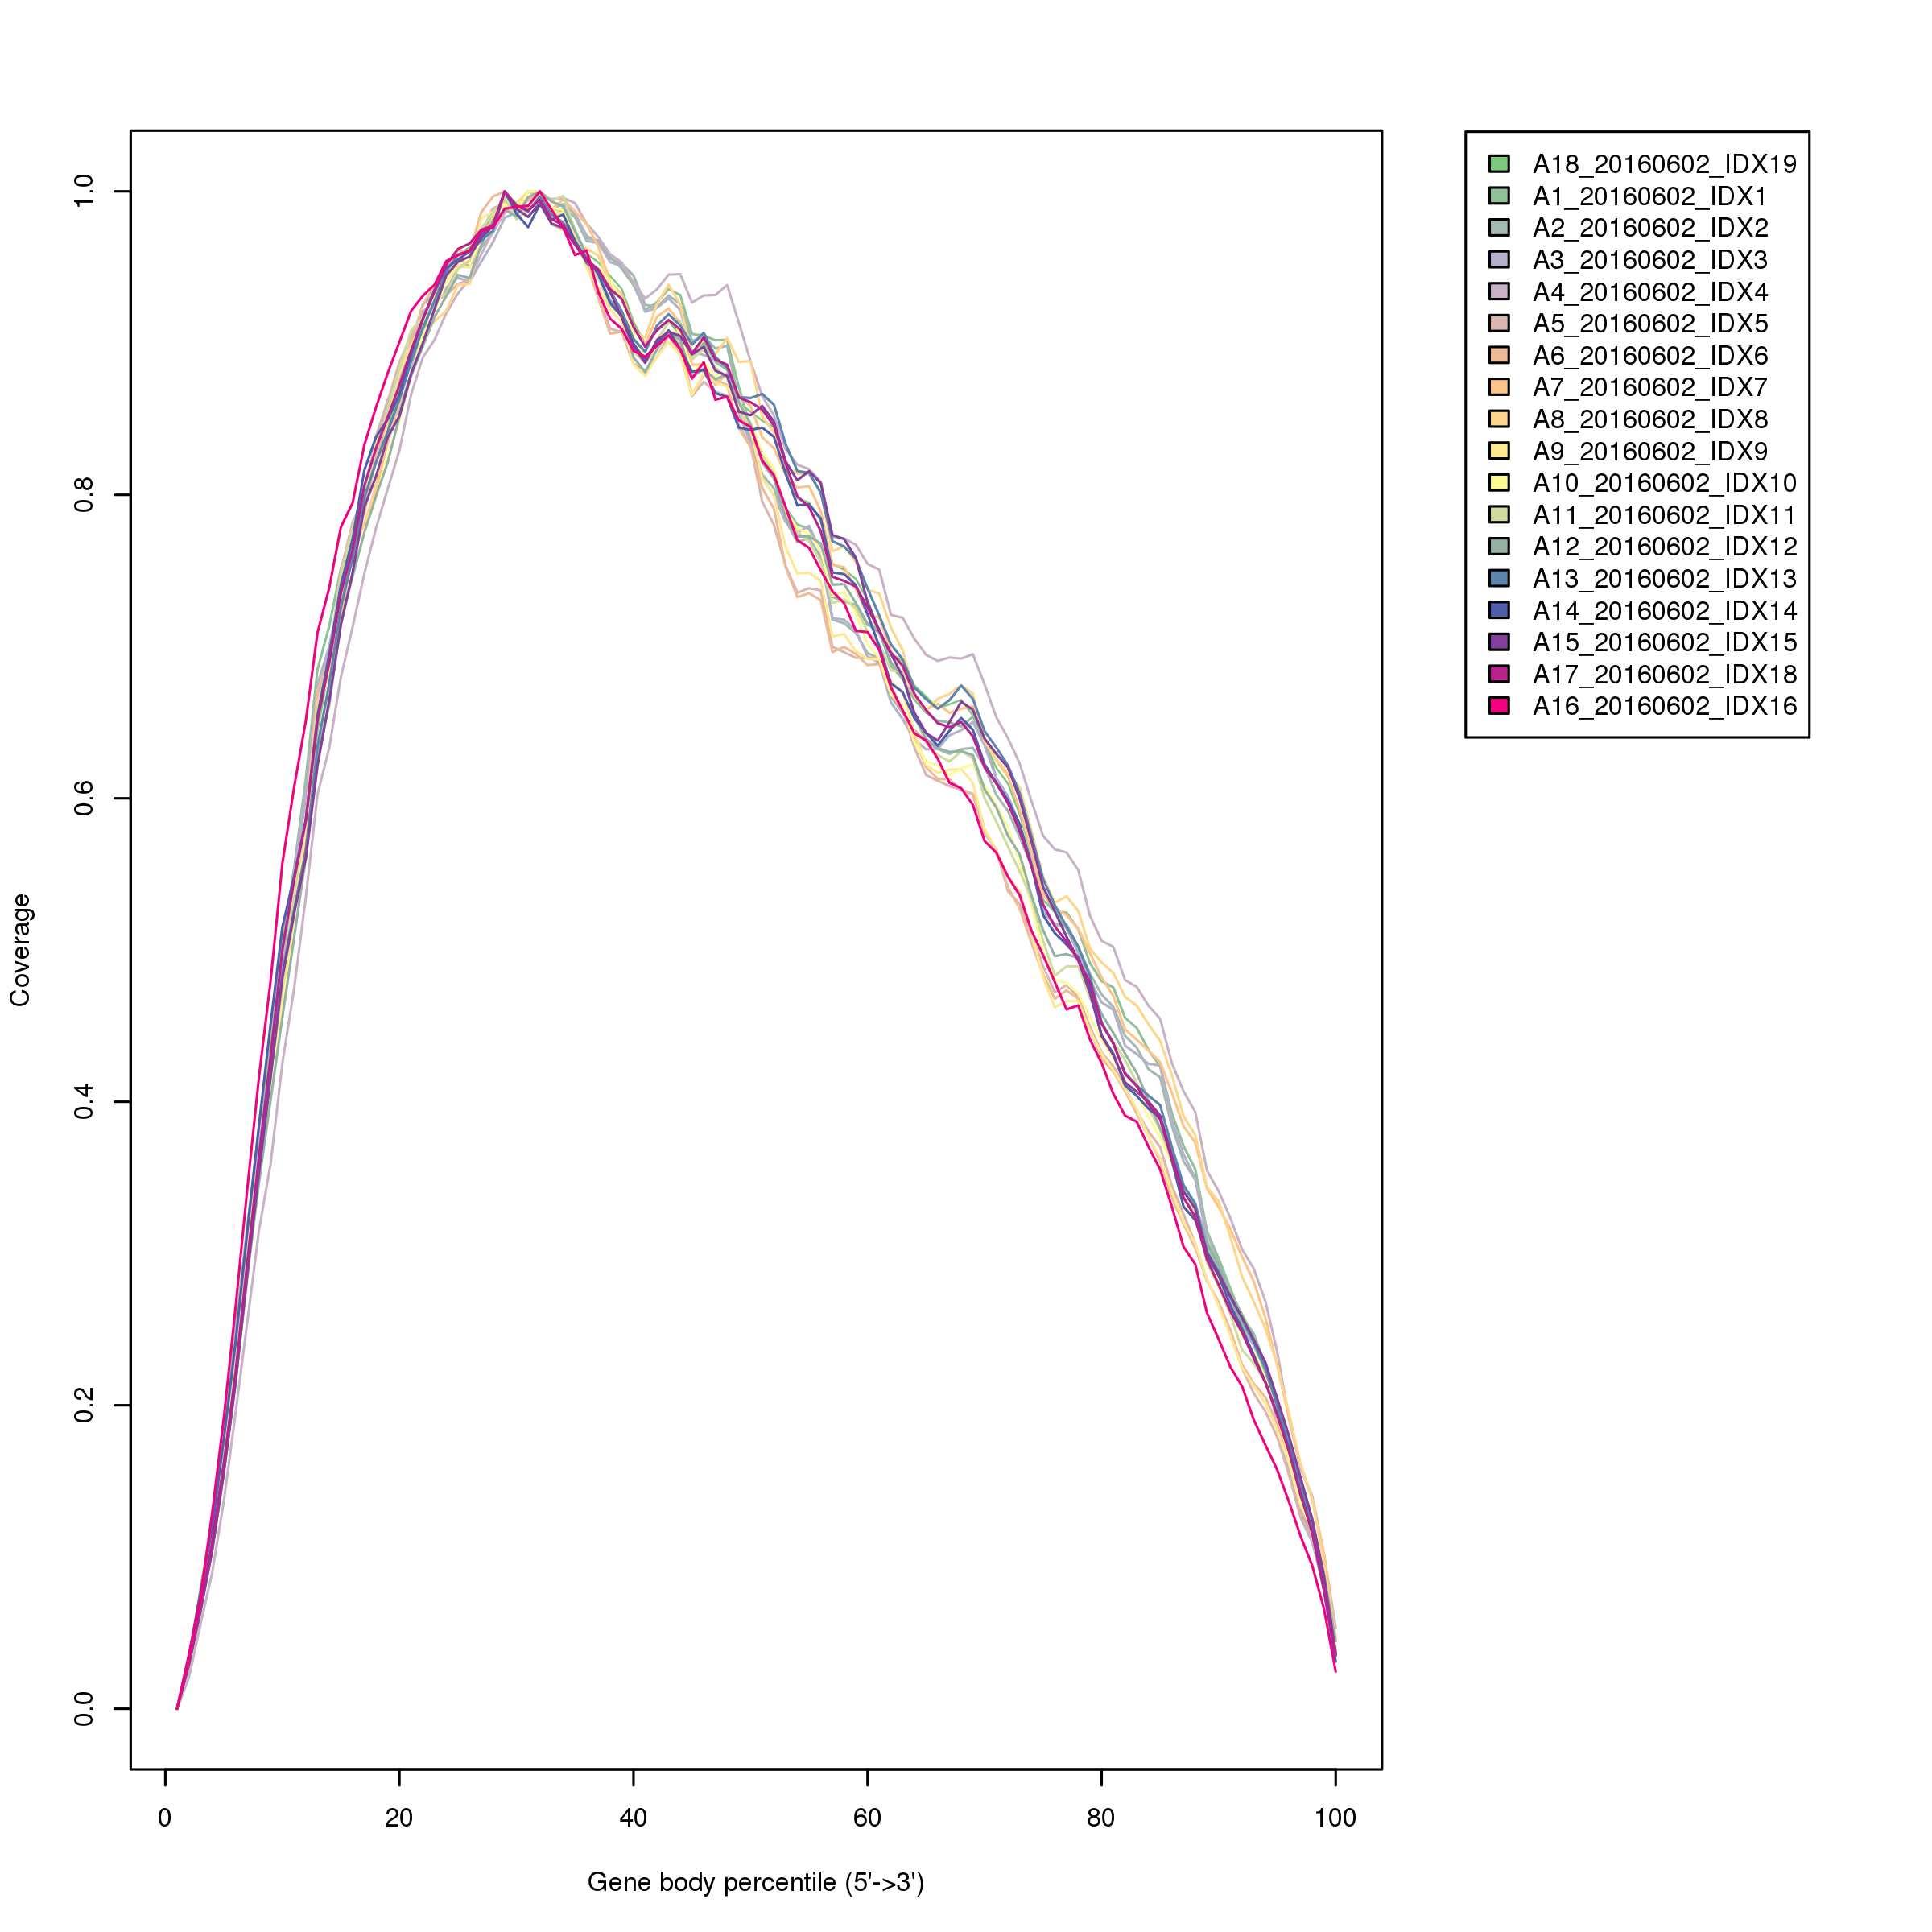 A18_20160602_IDX19
A1_20160602_IDX1
A2_20160602_IDX2
A3_20160602_IDX3
A4_20160602_IDX4
A5_20160602_IDX5
A6_20160602_IDX6
A7_20160602_IDX7
A8_20160602_IDX8
A9_20160602_IDX9
A10_20160602_IDX10
A11_20160602_IDX11
A12_20160602_IDX12
A13_20160602_IDX13
A14_20160602_IDX14
A15_20160602_IDX15
A17_20160602_IDX18
A16_20160602_IDX16
Coverage
1.0
0.8
0.6
0.4
0.2
0.0
0 20 40 60 80 100
Gene body percentile (5'->3')